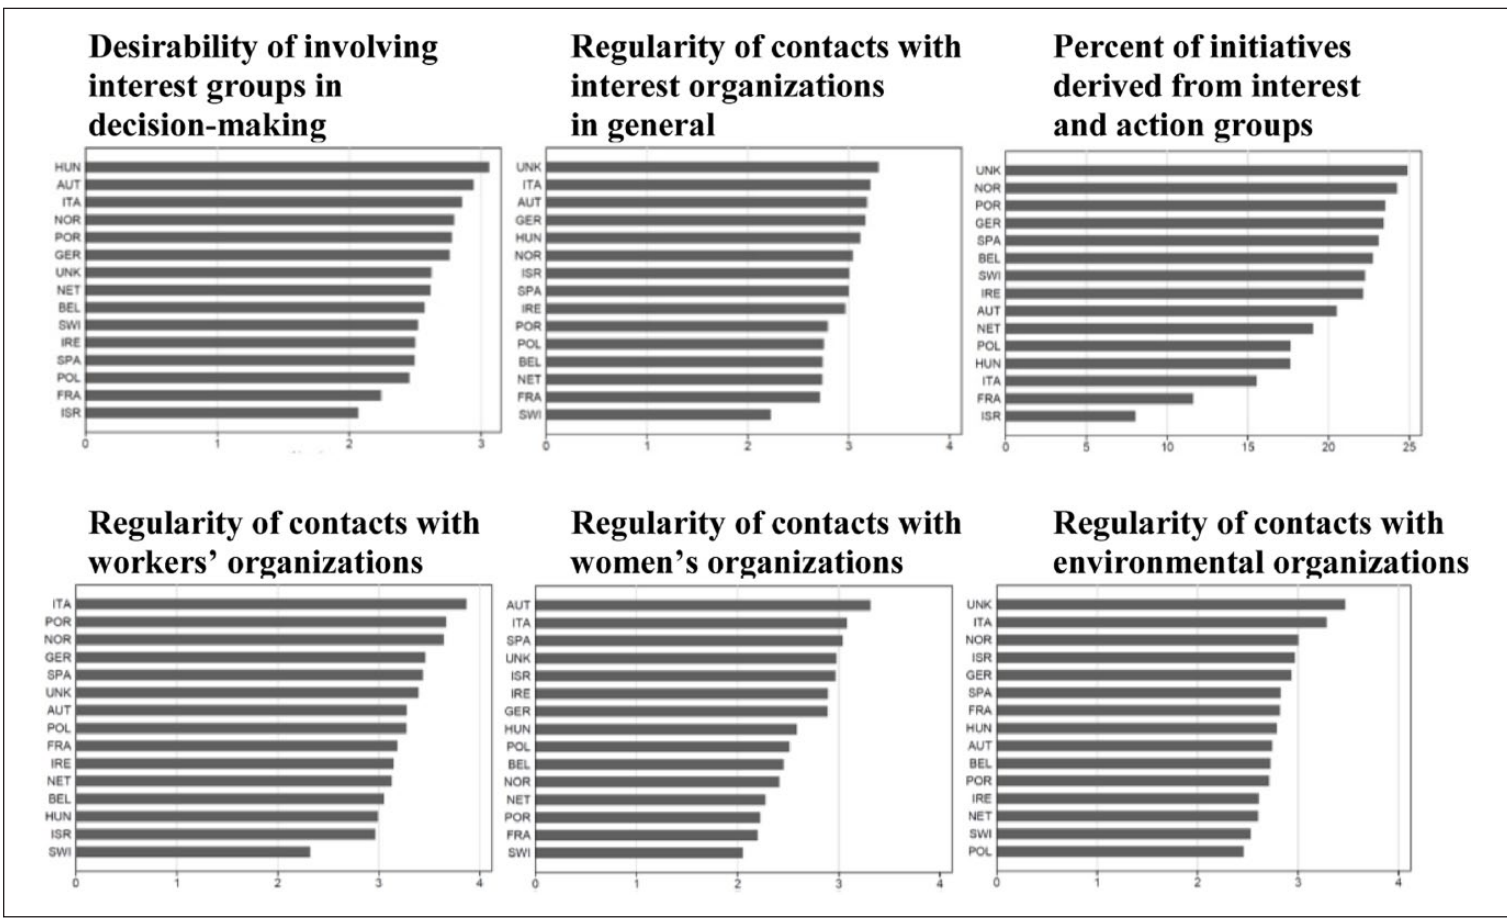 Desirability of involving
interest groups in
decision-making
HUN
AUT
ITA
NOR
POR
GER
UNK
NET
BEL
SWI
IRE
SPA
POL
FRA
ISR
0 1 2 3
Regularity of contacts with
interest organizations
in general
UNK
ITA
AUT
GER
HUN
NOR
ISR
SPA
IRE
POR
POL
BEL
NET
FRA
SWI
0 1 2 3 4
Percent of initiatives
derived from interest
and action groups
UNK
NOR
POR
GER
SPA
BEL
SWI
IRE
AUT
NET
POL
HUN
ITA
FRA
ISR
0 5 10 15 20 25
Regularity of contacts with
workers’ organizations
ITA
POR
NOR
GER
SPA
UNK
AUT
POL
FRA
IRE
NET
BEL
HUN
ISR
SWI
0 1 2 3 4
Regularity of contacts with
women’s organizations
AUT
ITA
SPA
UNK
ISR
IRE
GER
HUN
POL
BEL
NOR
NET
POR
FRA
SWI
0 1 2 3 4
Regularity of contacts with
environmental organizations
UNK
ITA
NOR
ISR
GER
SPA
FRA
HUN
AUT
BEL
POR
IRE
NET
SWI
POL
0 1 2 3 4